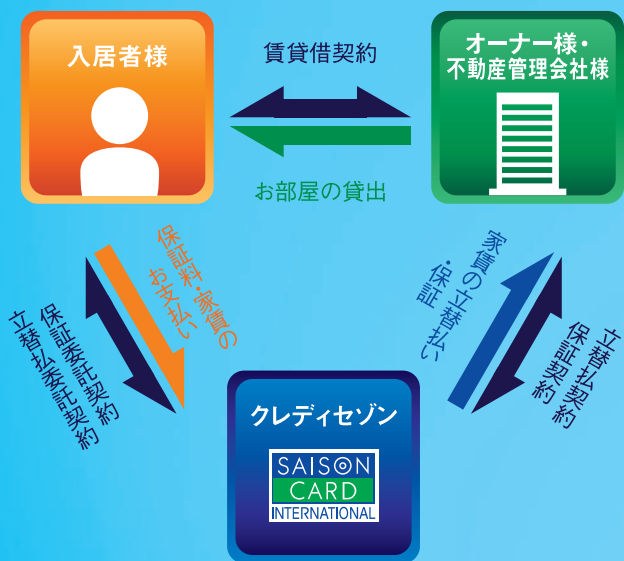 入居者様
賃貸借契約
オーナー様・
不動産管理会社様
お部屋の貸出
保証料・家賃の
お支払い
保証委託契約
立替払委託契約
家賃の立替払い
・保証
立替払契約
保証契約
クレディセゾン
SAISON
CARD
INTERNATIONAL